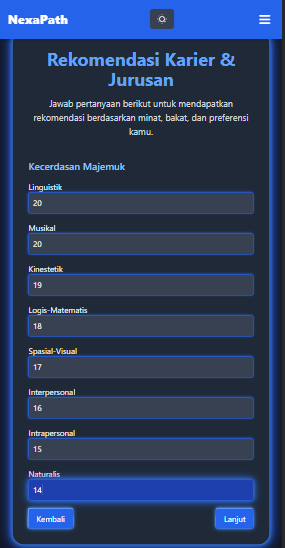 NexaPath
Rekomendasi Karier &
Jurusan
Jawab pertanyaan berikut untuk mendapatkan
rekomendasi berdasarkan minat, bakat, dan preferensi
kamu.
Kecerdasan Majemuk
Linguistik
20
Musikal
20
Kinestetik
19
Logis-Matematis
18
Spasial-Visual
17
Interpersonal
16
Intrapersonal
15
Naturalis
14
Kembali
Lanjut